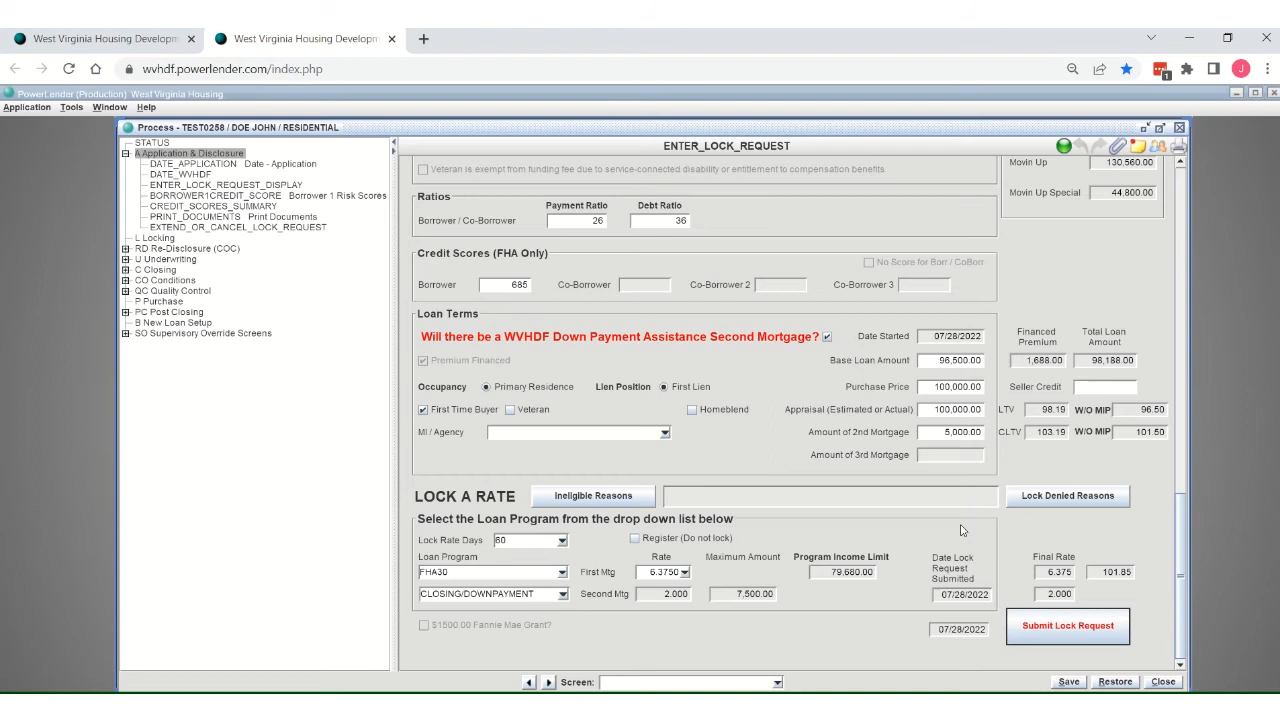 West Virginia Housing Developm × West Virginia Housing Developm × +
wvhdf.powerlender.com/index.php 1 J
PowerLender (Production) West Virginia Housing
Application Tools Window Help
Process - TEST0258 / DOE JOHN / RESIDENTIAL
STATUS
A Application & Disclosure
DATE_APPLICATION Date - Application
DATE_WVHDF
ENTER_LOCK_REQUEST_DISPLAY
BORROWER1CREDIT_SCORE Borrower 1 Risk Scores
CREDIT_SCORES_SUMMARY
PRINT_DOCUMENTS Print Documents
EXTEND_OR_CANCEL_LOCK_REQUEST
L Locking
RD Re-Disclosure (COC)
U Underwriting
C Closing
CO Conditions
QC Quality Control
P Purchase
PC Post Closing
B New Loan Setup
SO Supervisory Override Screens
ENTER_LOCK_REQUEST
Veteran is exempt from funding fee due to service-connected disability or entitlement to compensation benefits
Movin Up 130,560.00
Movin Up Special 44,800.00
Ratios
Payment Ratio Debt Ratio
Borrower / Co-Borrower 26 36
Credit Scores (FHA Only)
No Score for Borr / CoBorr
Borrower 685 Co-Borrower Co-Borrower 2 Co-Borrower 3
Loan Terms
Will there be a WVHDF Down Payment Assistance Second Mortgage? Date Started 07/28/2022 Financed Premium Total Loan Amount
Premium Financed Base Loan Amount 96,500.00 1,688.00 98,188.00
Occupancy Primary Residence Lien Position First Lien Purchase Price 100,000.00 Seller Credit
First Time Buyer Veteran Homeblend Appraisal (Estimated or Actual) 100,000.00 LTV 98.19 W/O MIP 96.50
MI / Agency Amount of 2nd Mortgage 5,000.00 CLTV 103.19 W/O MIP 101.50
Amount of 3rd Mortgage
LOCK A RATE Ineligible Reasons Lock Denied Reasons
Select the Loan Program from the drop down list below
Lock Rate Days 60 Register (Do not lock)
Loan Program Rate Maximum Amount Program Income Limit Date Lock Request Submitted Final Rate
FHA30 First Mtg 6.3750 79,680.00 6.375 101.85
CLOSING/DOWNPAYMENT Second Mtg 2.000 7,500.00 07/28/2022 2.000
$1500.00 Fannie Mae Grant? 07/28/2022 Submit Lock Request
Screen: Save Restore Close